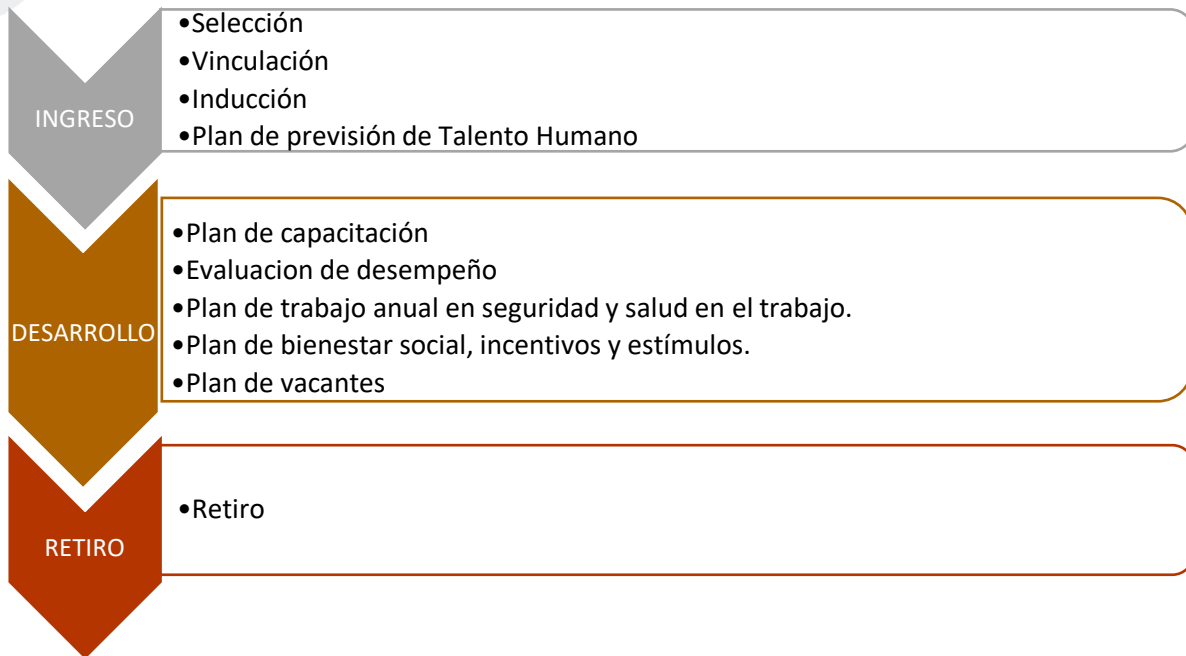 INGRESO
•Selección
•Vinculación
•Inducción
•Plan de previsión de Talento Humano
DESARROLLO
•Plan de capacitación
•Evaluacion de desempeño
•Plan de trabajo anual en seguridad y salud en el trabajo.
•Plan de bienestar social, incentivos y estímulos.
•Plan de vacantes
RETIRO
•Retiro